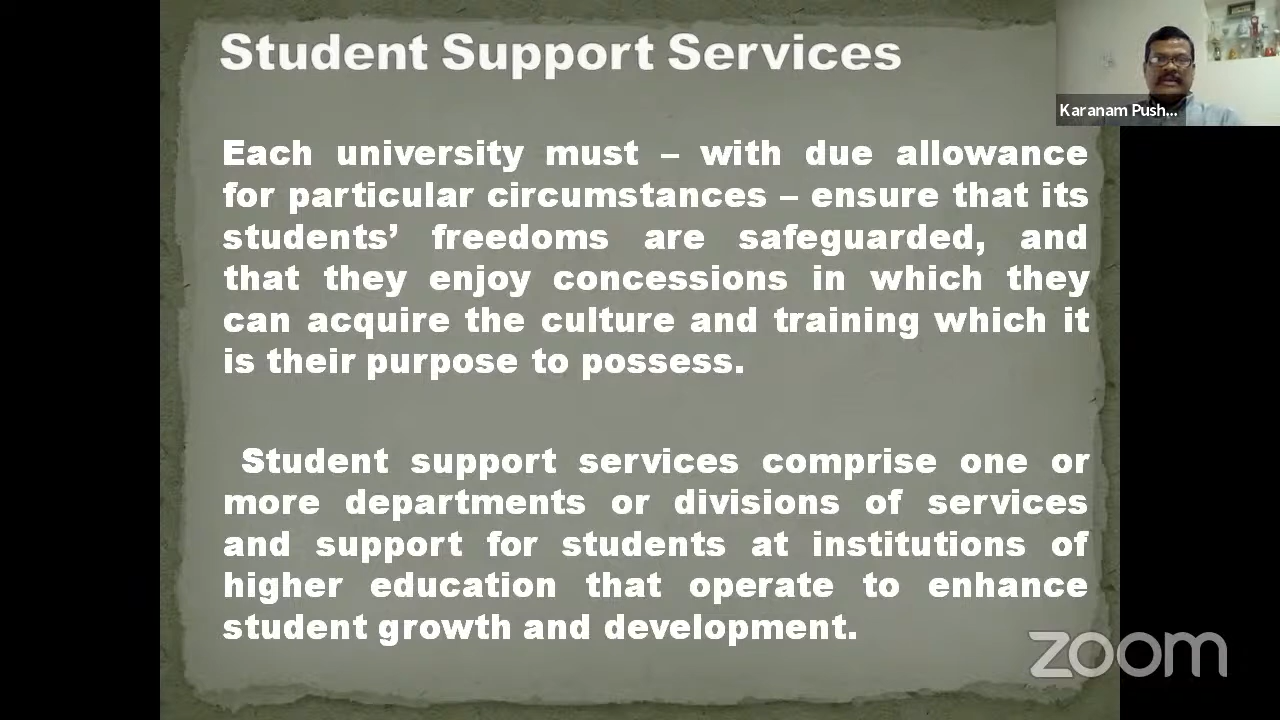 Student Support Services
Karanam Push...
Each university must – with due allowance
for particular circumstances – ensure that its
students’ freedoms are safeguarded, and
that they enjoy concessions in which they
can acquire the culture and training which it
is their purpose to possess.
Student support services comprise one or
more departments or divisions of services
and support for students at institutions of
higher education that operate to enhance
student growth and development.
zoom